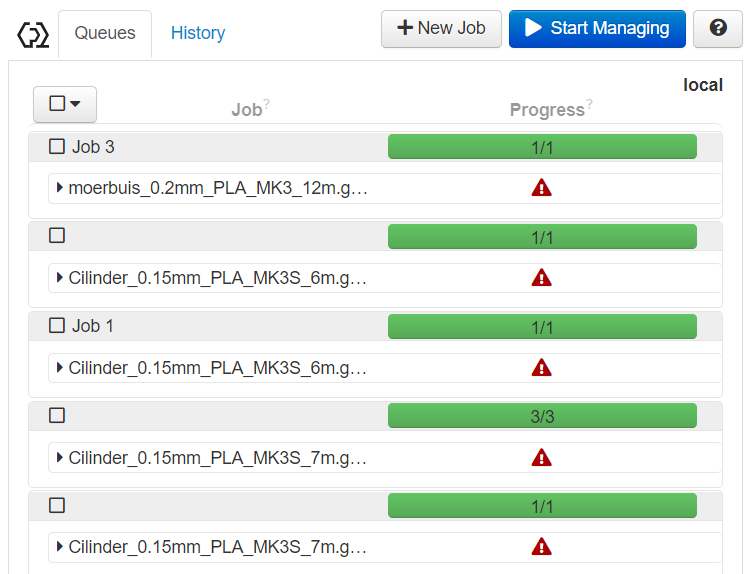 Queues History + New Job Start Managing ?
local
Job? Progress?
Job 3 1/1
moerbuis_0.2mm_PLA_MK3_12m.g…
1/1
Cilinder_0.15mm_PLA_MK3S_6m.g…
Job 1 1/1
Cilinder_0.15mm_PLA_MK3S_6m.g…
3/3
Cilinder_0.15mm_PLA_MK3S_7m.g…
1/1
Cilinder_0.15mm_PLA_MK3S_7m.g…